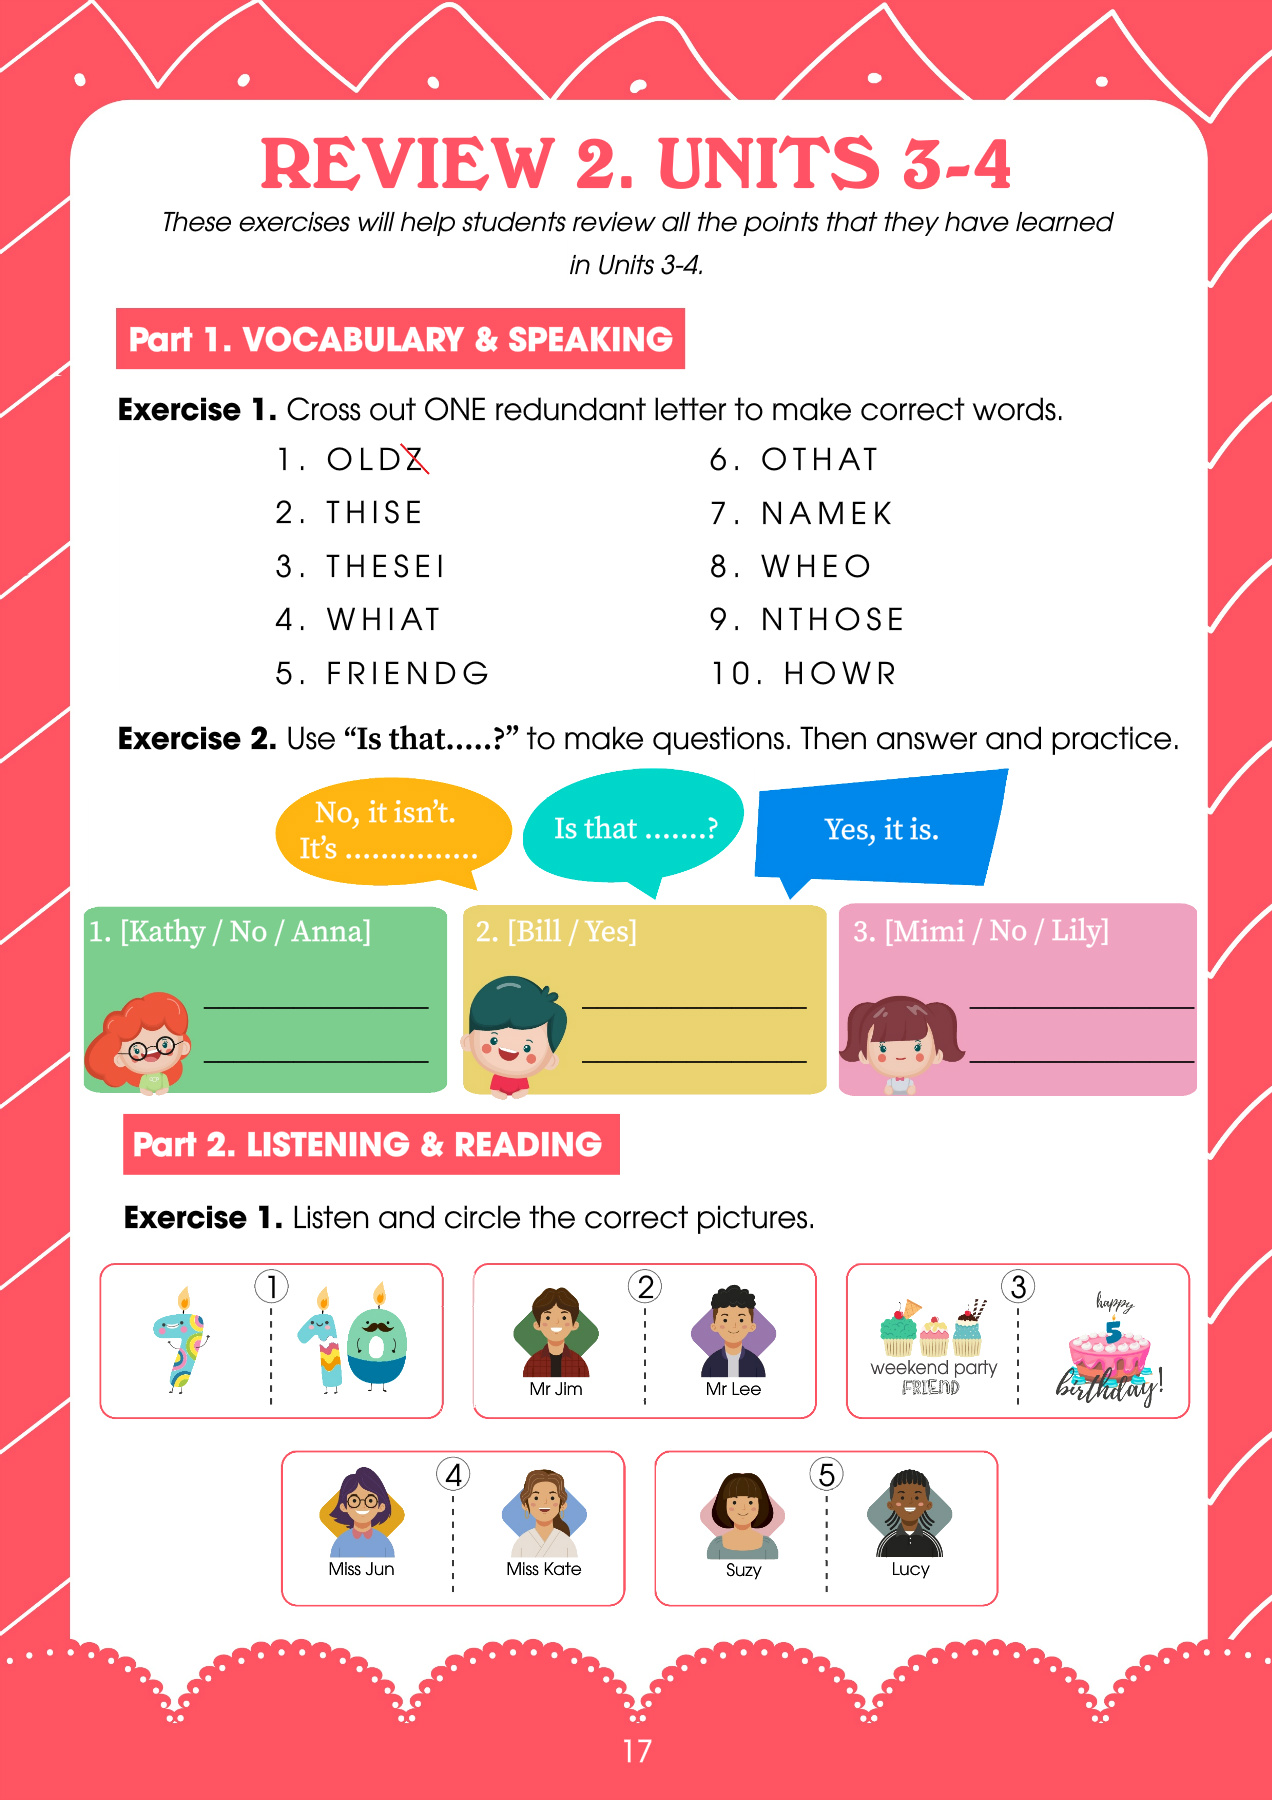 REVIEW 2. UNITS 3-4
These exercises will help students review all the points that they have learned
in Units 3-4.
Part 1. VOCABULARY & SPEAKING
Exercise 1. Cross out ONE redundant letter to make correct words.
1. OLDZ
2. THISE
3. THESEI
4. WHIAT
5. FRIENDG
6. OTHAT
7. NAMEK
8. WHEO
9. NTHOSE
10. HOWR
Exercise 2. Use “Is that.....?” to make questions. Then answer and practice.
No, it isn’t.
It’s ...............
Is that .......?
Yes, it is.
1. [Kathy / No / Anna]
2. [Bill / Yes]
3. [Mimi / No / Lily]
Part 2. LISTENING & READING
Exercise 1. Listen and circle the correct pictures.
1
7
10
2
Mr Jim
Mr Lee
3
weekend party
FRIEND
happy
5
birthday!
4
Miss Jun
Miss Kate
5
Suzy
Lucy
17